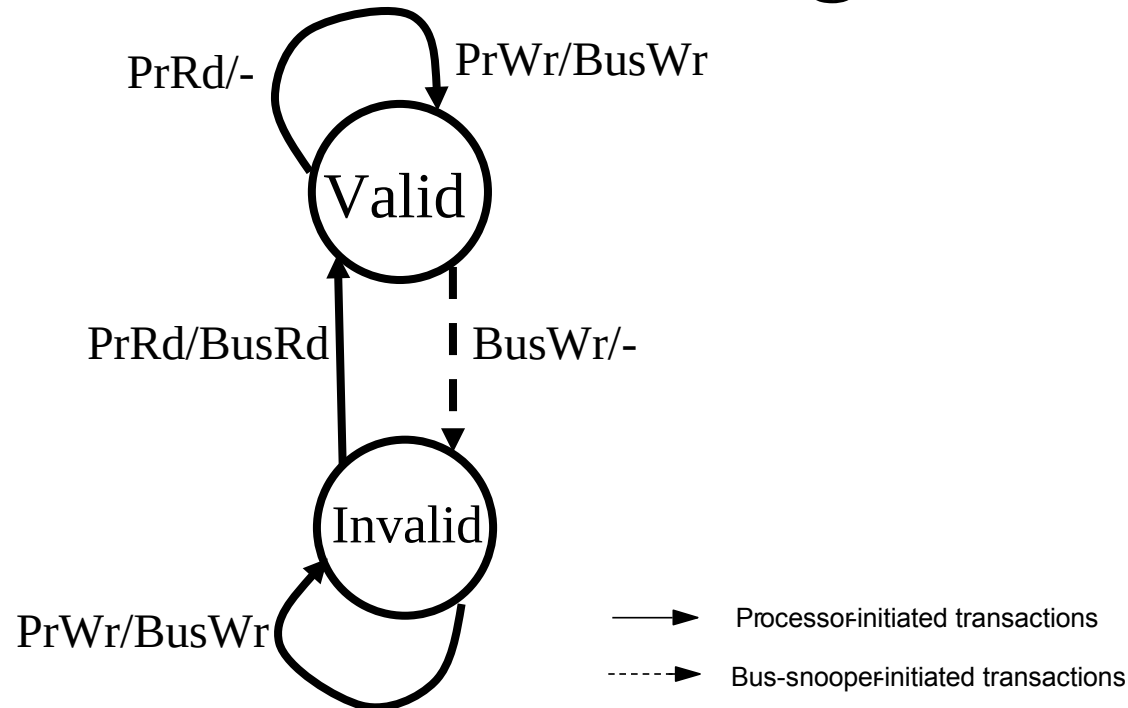 PrRd/-
PrWr/BusWr
Valid
PrRd/BusRd
BusWr/-
Invalid
PrWr/BusWr
Processor-initiated transactions
Bus-snooper-initiated transactions